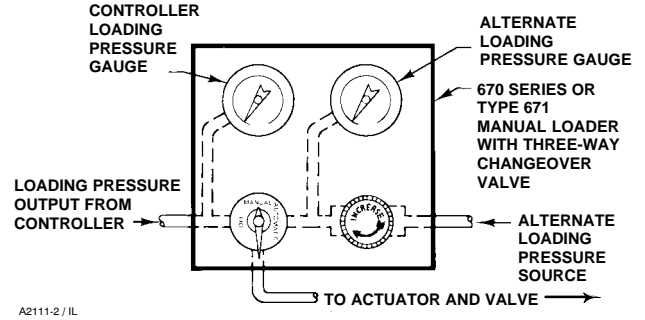 CONTROLLER
LOADING
PRESSURE
GAUGE
ALTERNATE
LOADING
PRESSURE GAUGE
670 SERIES OR
TYPE 671
MANUAL LOADER
WITH THREE-WAY
CHANGEOVER
VALVE
LOADING PRESSURE
OUTPUT FROM
CONTROLLER
MANUAL
AUTOMATIC
INCREASE
ALTERNATE
LOADING
PRESSURE
SOURCE
TO ACTUATOR AND VALVE
A2111-2 / IL